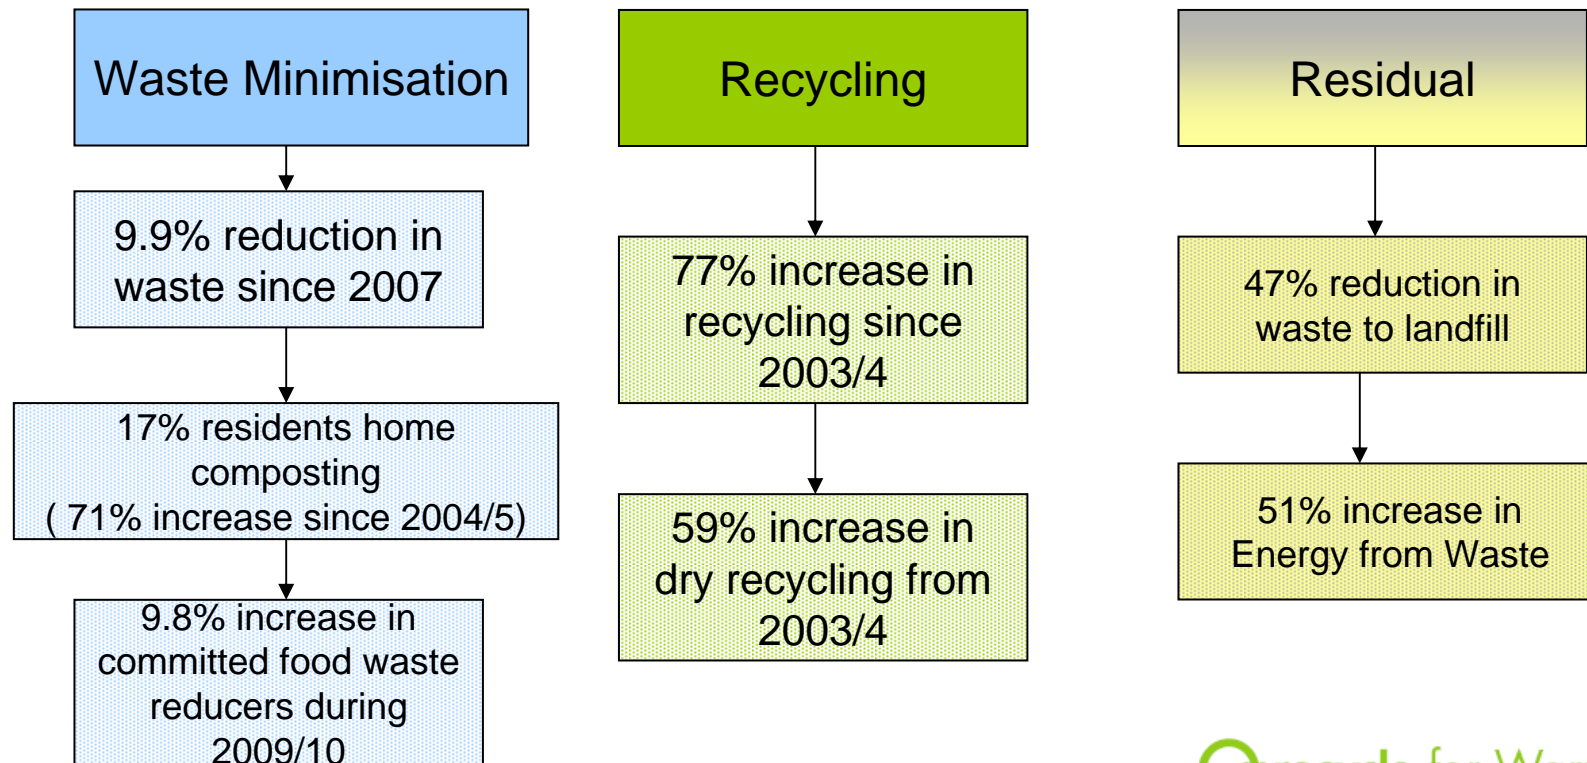 Waste Minimisation
9.9% reduction in
waste since 2007
17% residents home
composting
( 71% increase since 2004/5)
9.8% increase in
committed food waste
reducers during
2009/10
Recycling
77% increase in
recycling since
2003/4
59% increase in
dry recycling from
2003/4
Residual
47% reduction in
waste to landfill
51% increase in
Energy from Waste
recycle for